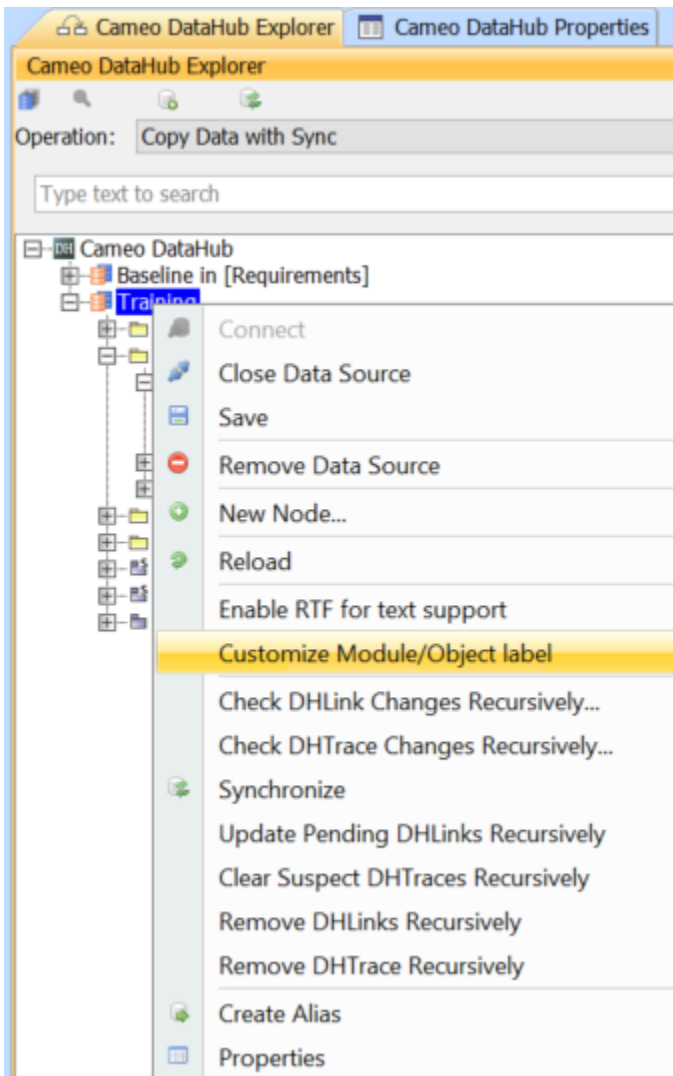 Cameo DataHub Explorer Cameo DataHub Properties
Cameo DataHub Explorer
Operation: Copy Data with Sync
Type text to search
DH Cameo DataHub
Baseline in [Requirements]
Training
Connect
Close Data Source
Save
Remove Data Source
New Node...
Reload
Enable RTF for text support
Customize Module/Object label
Check DHLink Changes Recursively...
Check DHTrace Changes Recursively...
Synchronize
Update Pending DHLinks Recursively
Clear Suspect DHTraces Recursively
Remove DHLinks Recursively
Remove DHTrace Recursively
Create Alias
Properties